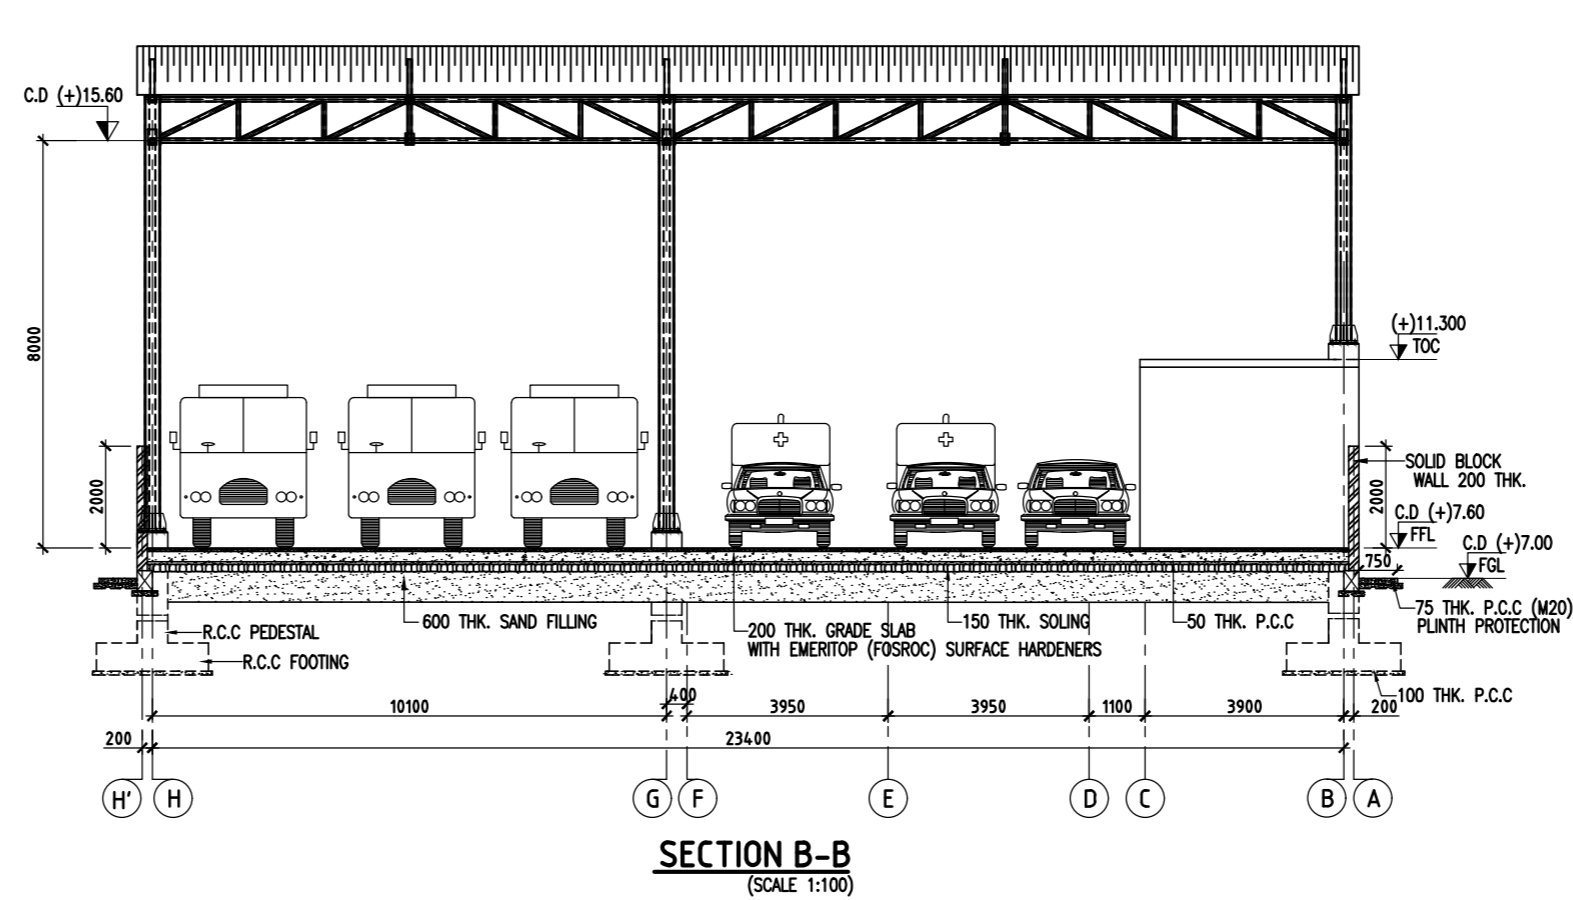 C.D (+)15.60
8000
2000
(+)11.300
TOC
SOLID BLOCK
WALL 200 THK.
2000
C.D (+)7.60
FFL
C.D (+)7.00
FGL
750
75 THK. P.C.C (M20)
PLINTH PROTECTION
600 THK. SAND FILLING
200 THK. GRADE SLAB
WITH EMERITOP (FOSROC) SURFACE HARDENERS
150 THK. SOLING
50 THK. P.C.C
R.C.C PEDESTAL
R.C.C FOOTING
100 THK. P.C.C
10100
400
3950
3950
1100
3900
200
200
23400
H'
H
G
F
E
D
C
B
A
SECTION B-B
(SCALE 1:100)